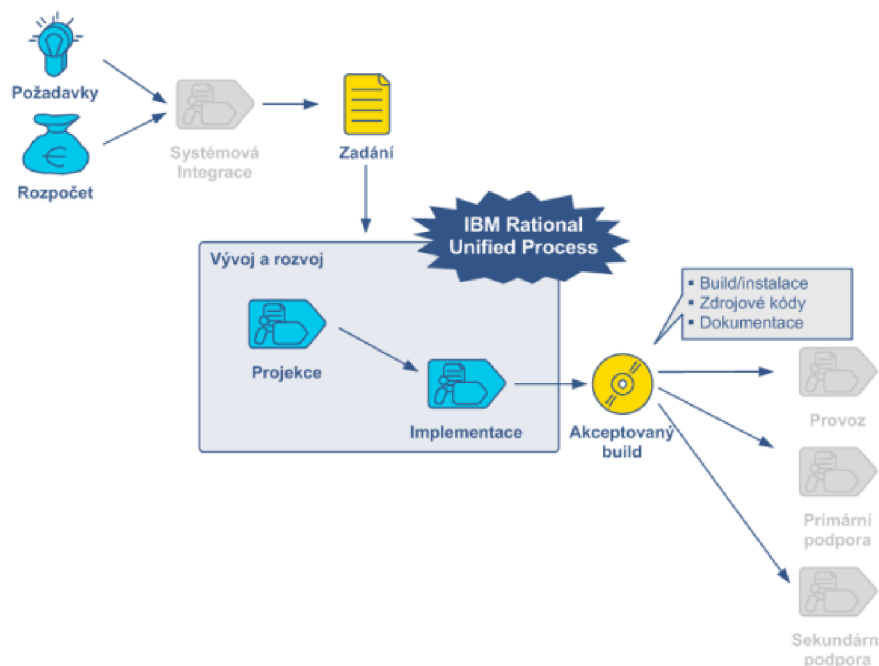 Požadavky
Rozpočet
Systémová
Integrace
Zadání
IBM Rational
Unified Process
Vývoj a rozvoj
Projekce
Implementace
▪ Build/instalace
▪ Zdrojové kódy
▪ Dokumentace
Akceptovaný
build
Provoz
Primární
podpora
Sekundárn
podpora